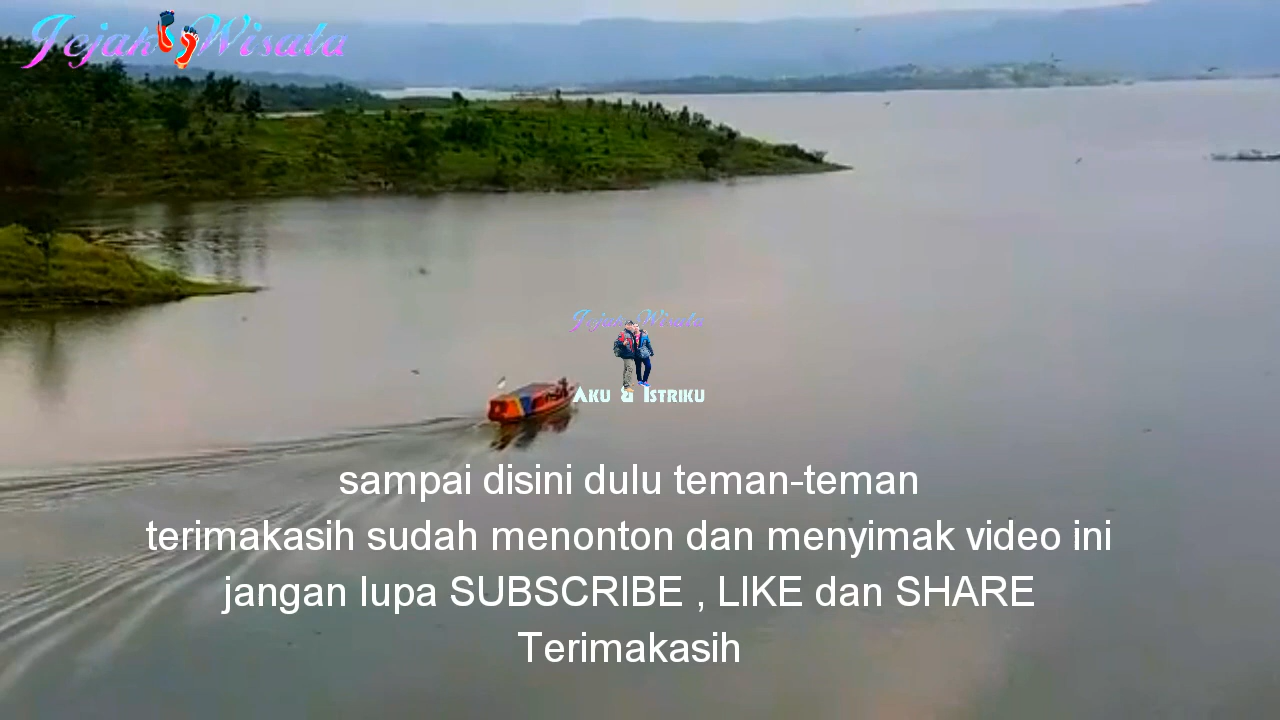 Jejak Wisata
Jejak Wisata
Aku & Istriku
sampai disini dulu teman-teman
terimakasih sudah menonton dan menyimak video ini
jangan lupa SUBSCRIBE , LIKE dan SHARE
Terimakasih